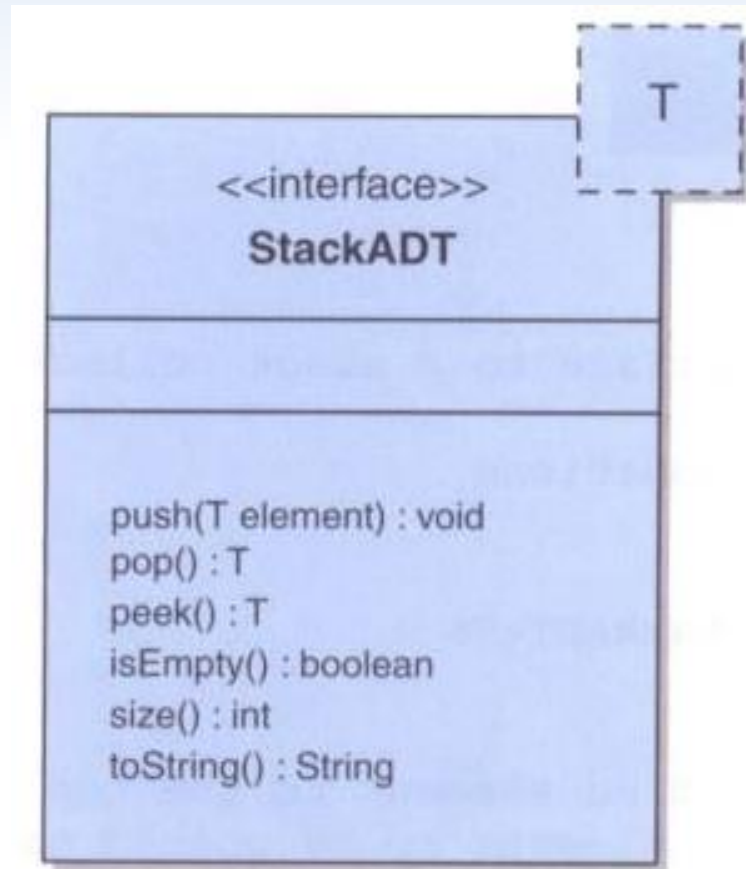 T
<<interface>>
StackADT
push(T element) : void
pop() : T
peek() : T
isEmpty() : boolean
size() : int
toString() : String